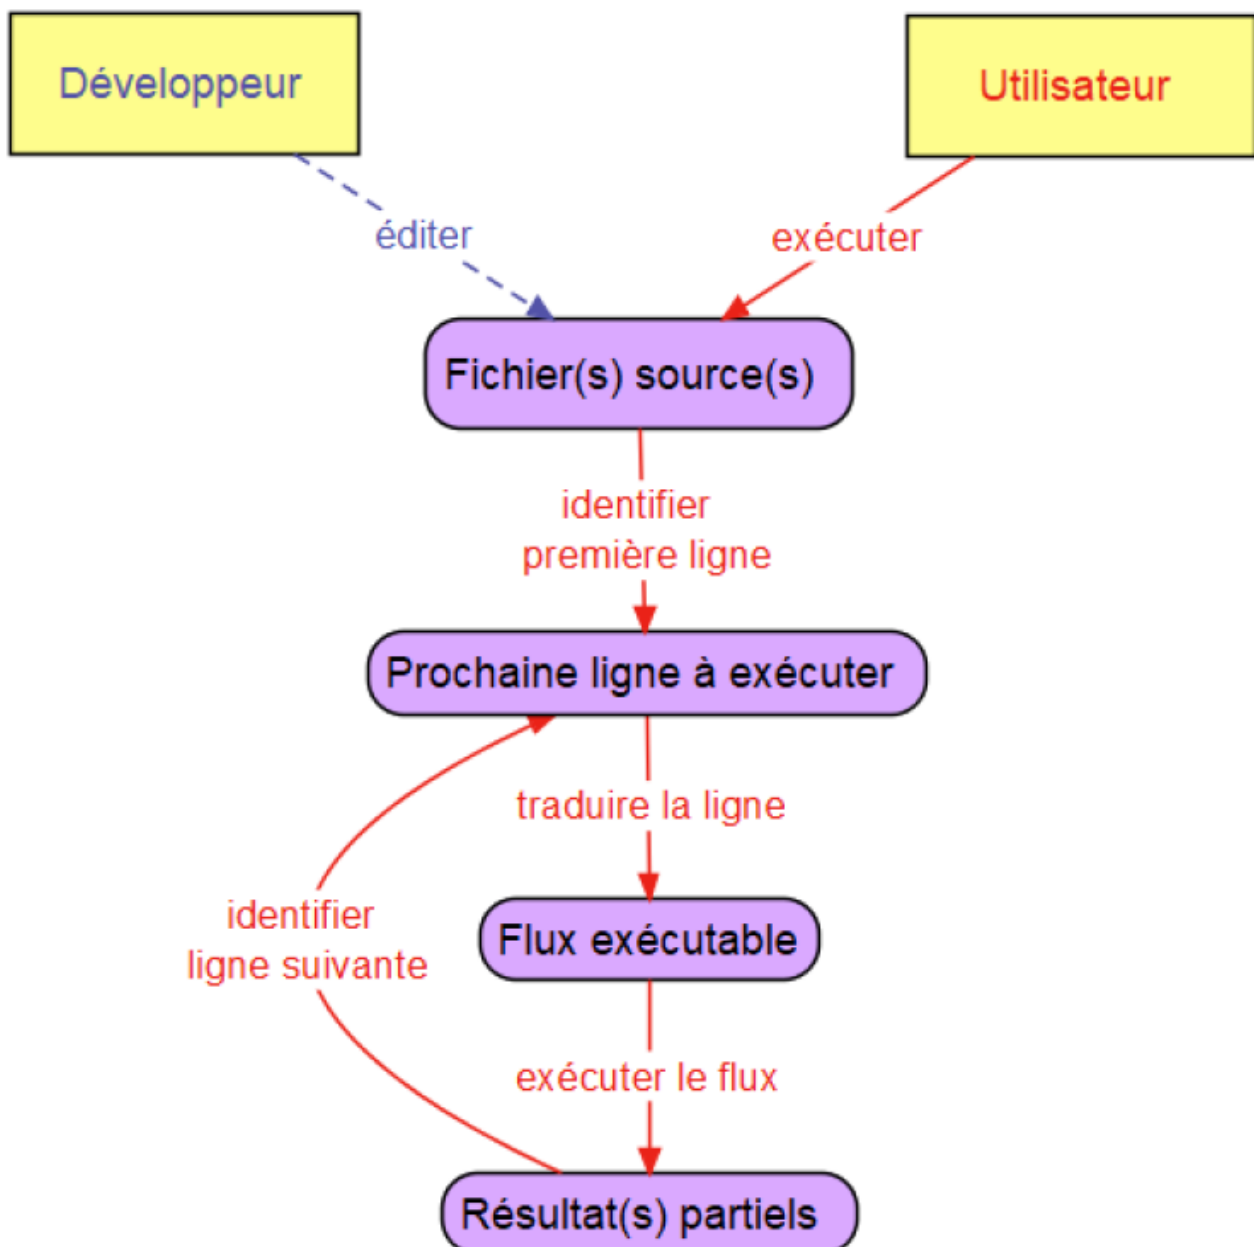 Développeur
Utilisateur
éditer
exécuter
Fichier(s) source(s)
identifier
première ligne
Prochaine ligne à exécuter
traduire la ligne
identifier
ligne suivante
Flux exécutable
exécuter le flux
Résultat(s) partiels